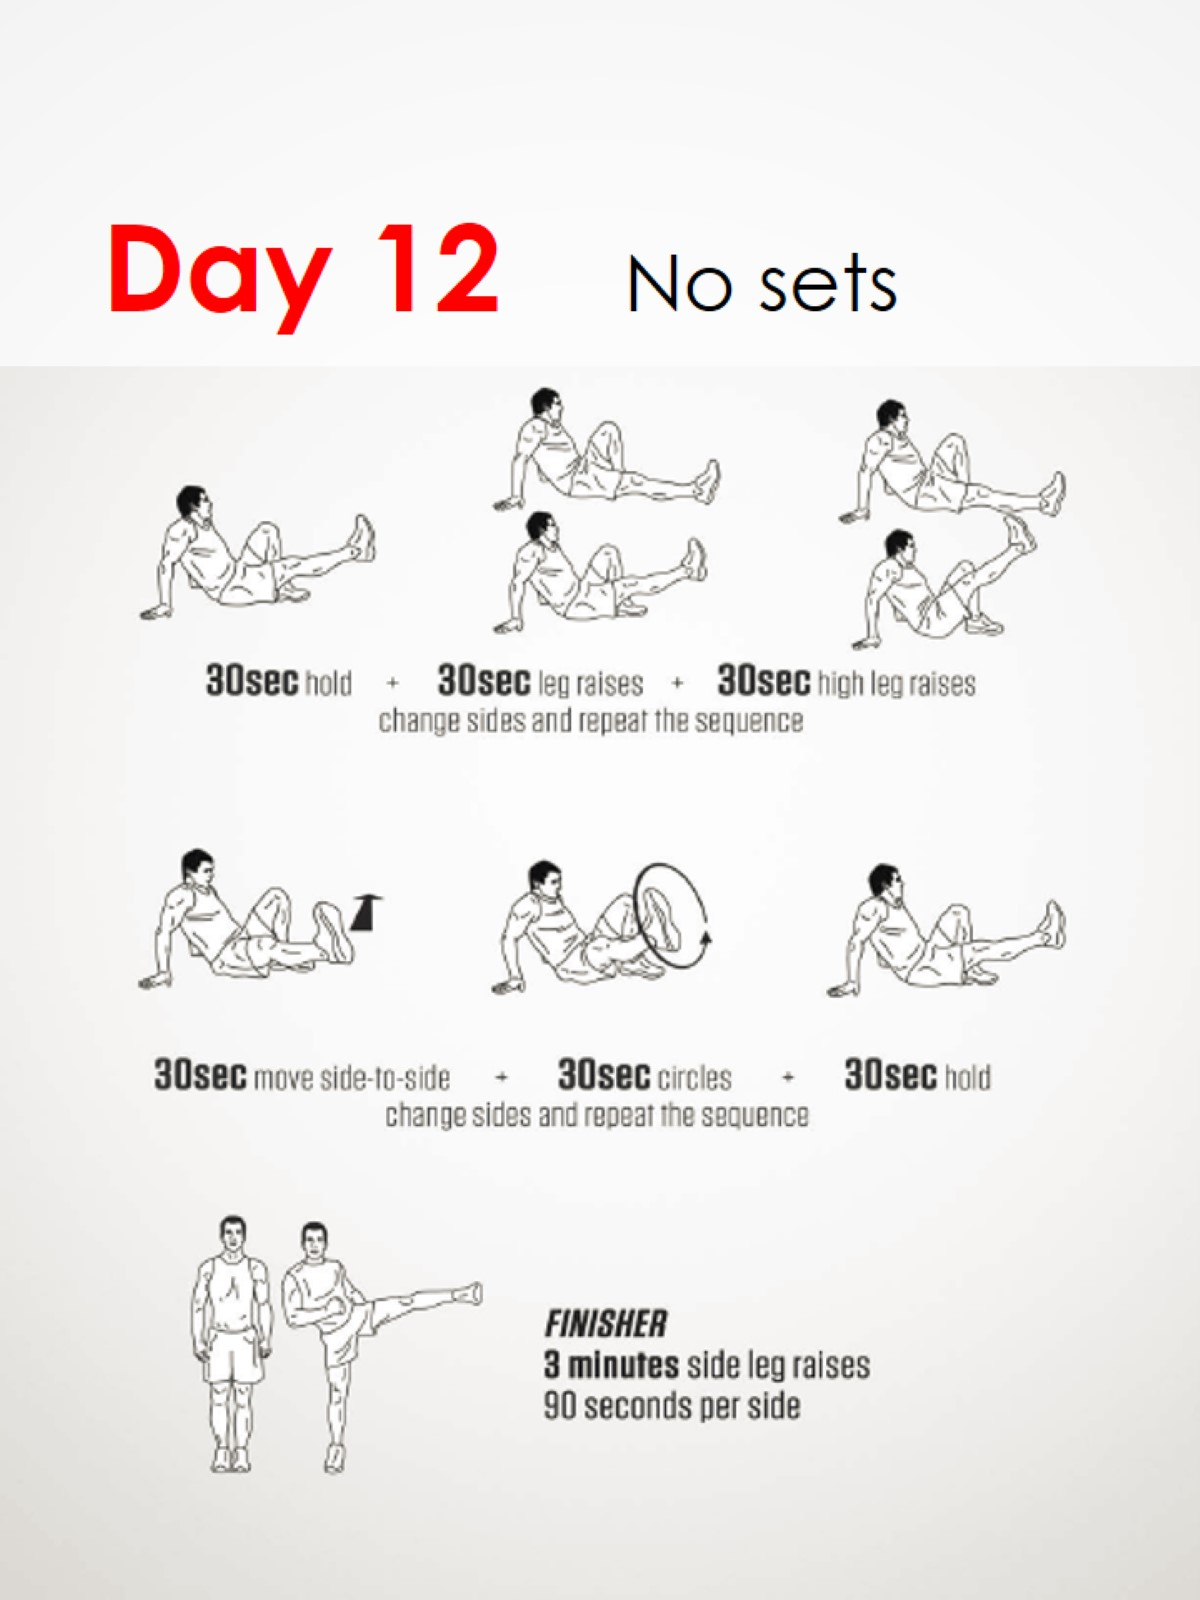 Day 12 No sets
30sec hold + 30sec leg raises + 30sec high leg raises
change sides and repeat the sequence
30sec move side-to-side + 30sec circles + 30sec hold
change sides and repeat the sequence
FINISHER
3 minutes side leg raises
90 seconds per side